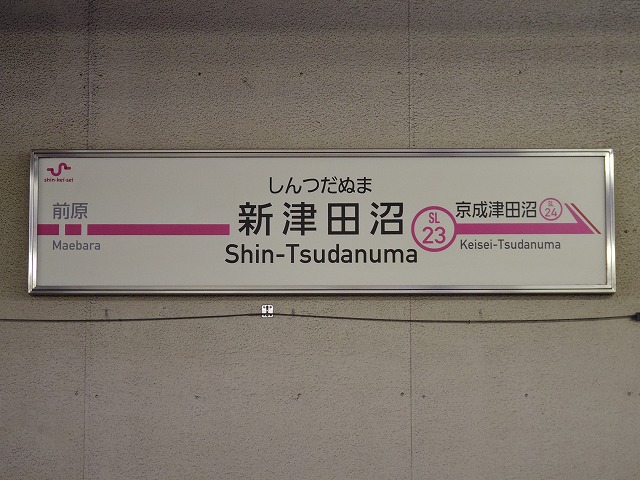 shin-kei-sei
前原
Maebara
しんつだぬま
新津田沼
Shin-Tsudanuma
SL
23
京成津田沼
SL
24
Keisei-Tsudanuma